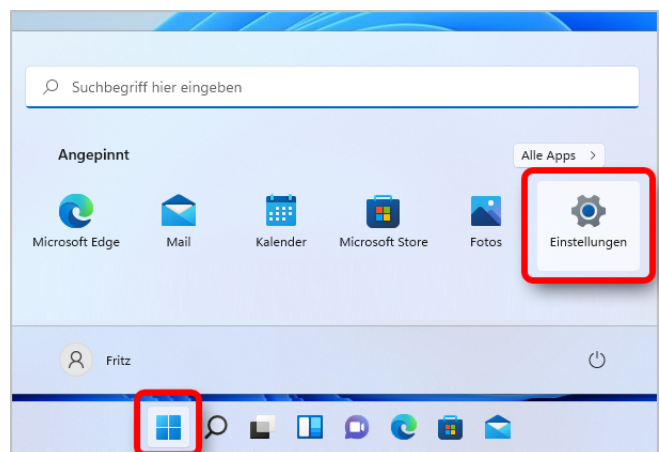 Suchbegriff hier eingeben
Angepinnt
Alle Apps
Microsoft Edge
Mail
Kalender
Microsoft Store
Fotos
Einstellungen
Fritz